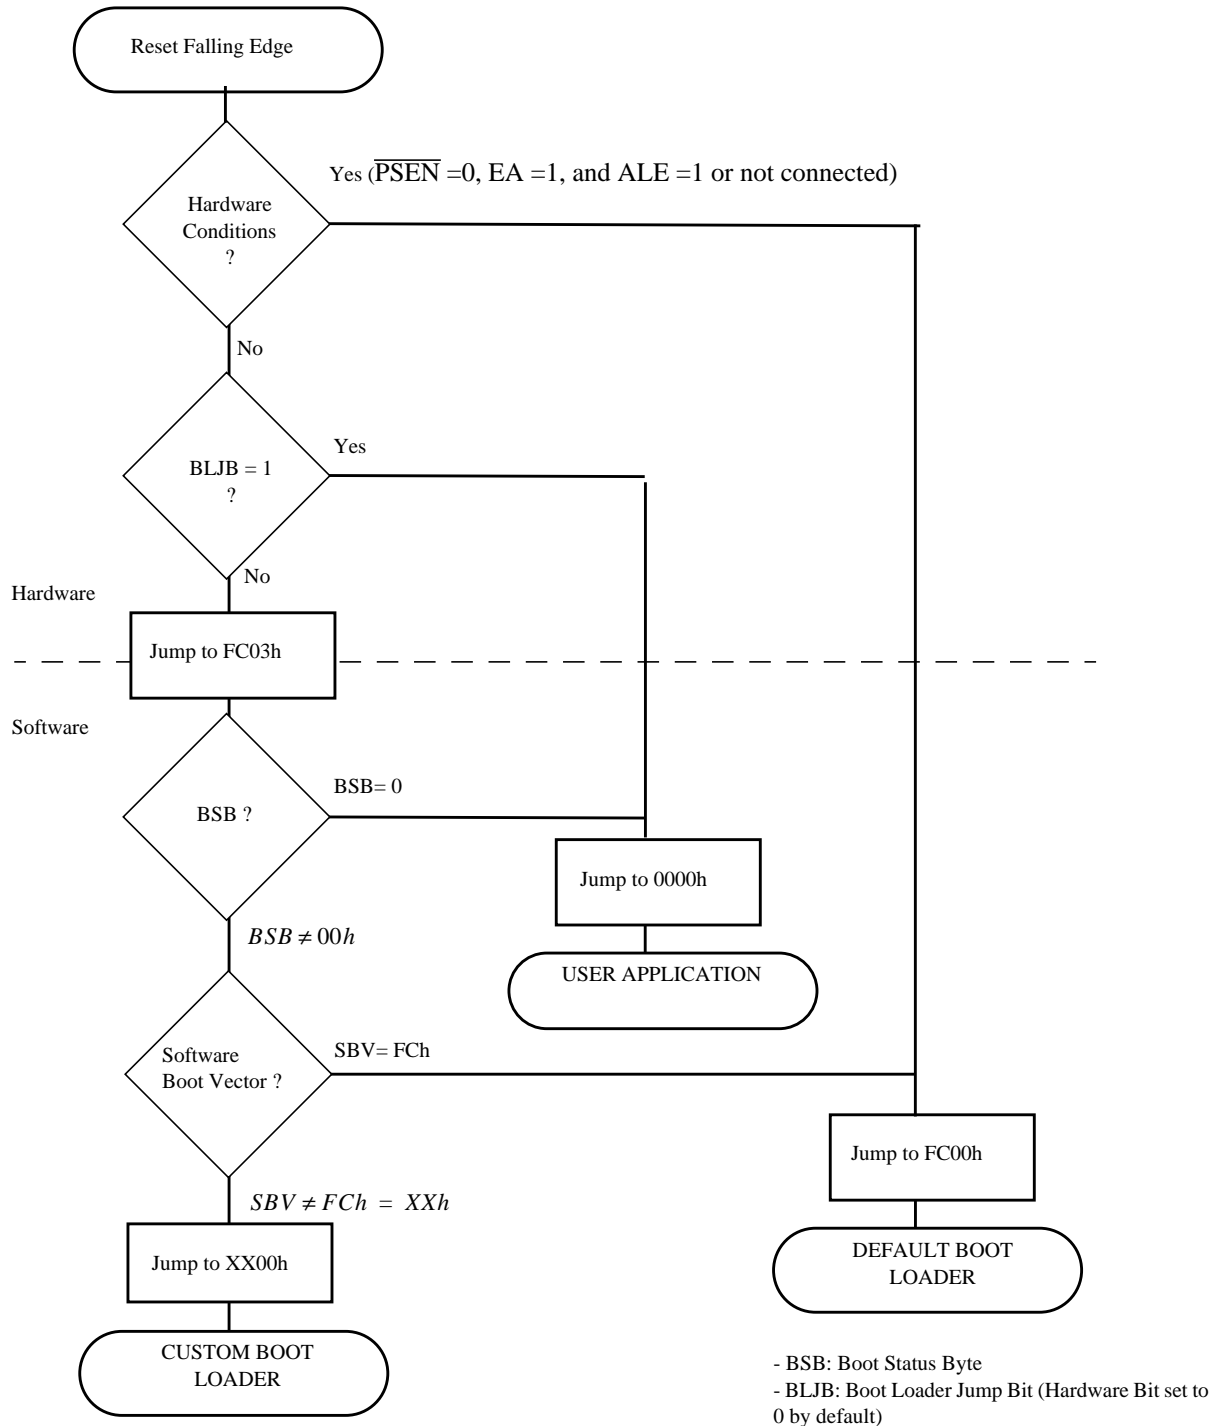 Reset Falling Edge
Yes (P̅S̅E̅N̅ =0, EA =1, and ALE =1 or not connected)
Hardware
Conditions
?
No
Yes
BLJB = 1
?
No
Hardware
Jump to FC03h
Software
BSB= 0
BSB ?
Jump to 0000h
BSB ≠ 00h
USER APPLICATION
SBV= FCh
Software
Boot Vector ?
Jump to FC00h
SBV ≠ FCh = XXh
DEFAULT BOOT
LOADER
Jump to XX00h
CUSTOM BOOT
LOADER
- BSB: Boot Status Byte
- BLJB: Boot Loader Jump Bit (Hardware Bit set to
0 by default)